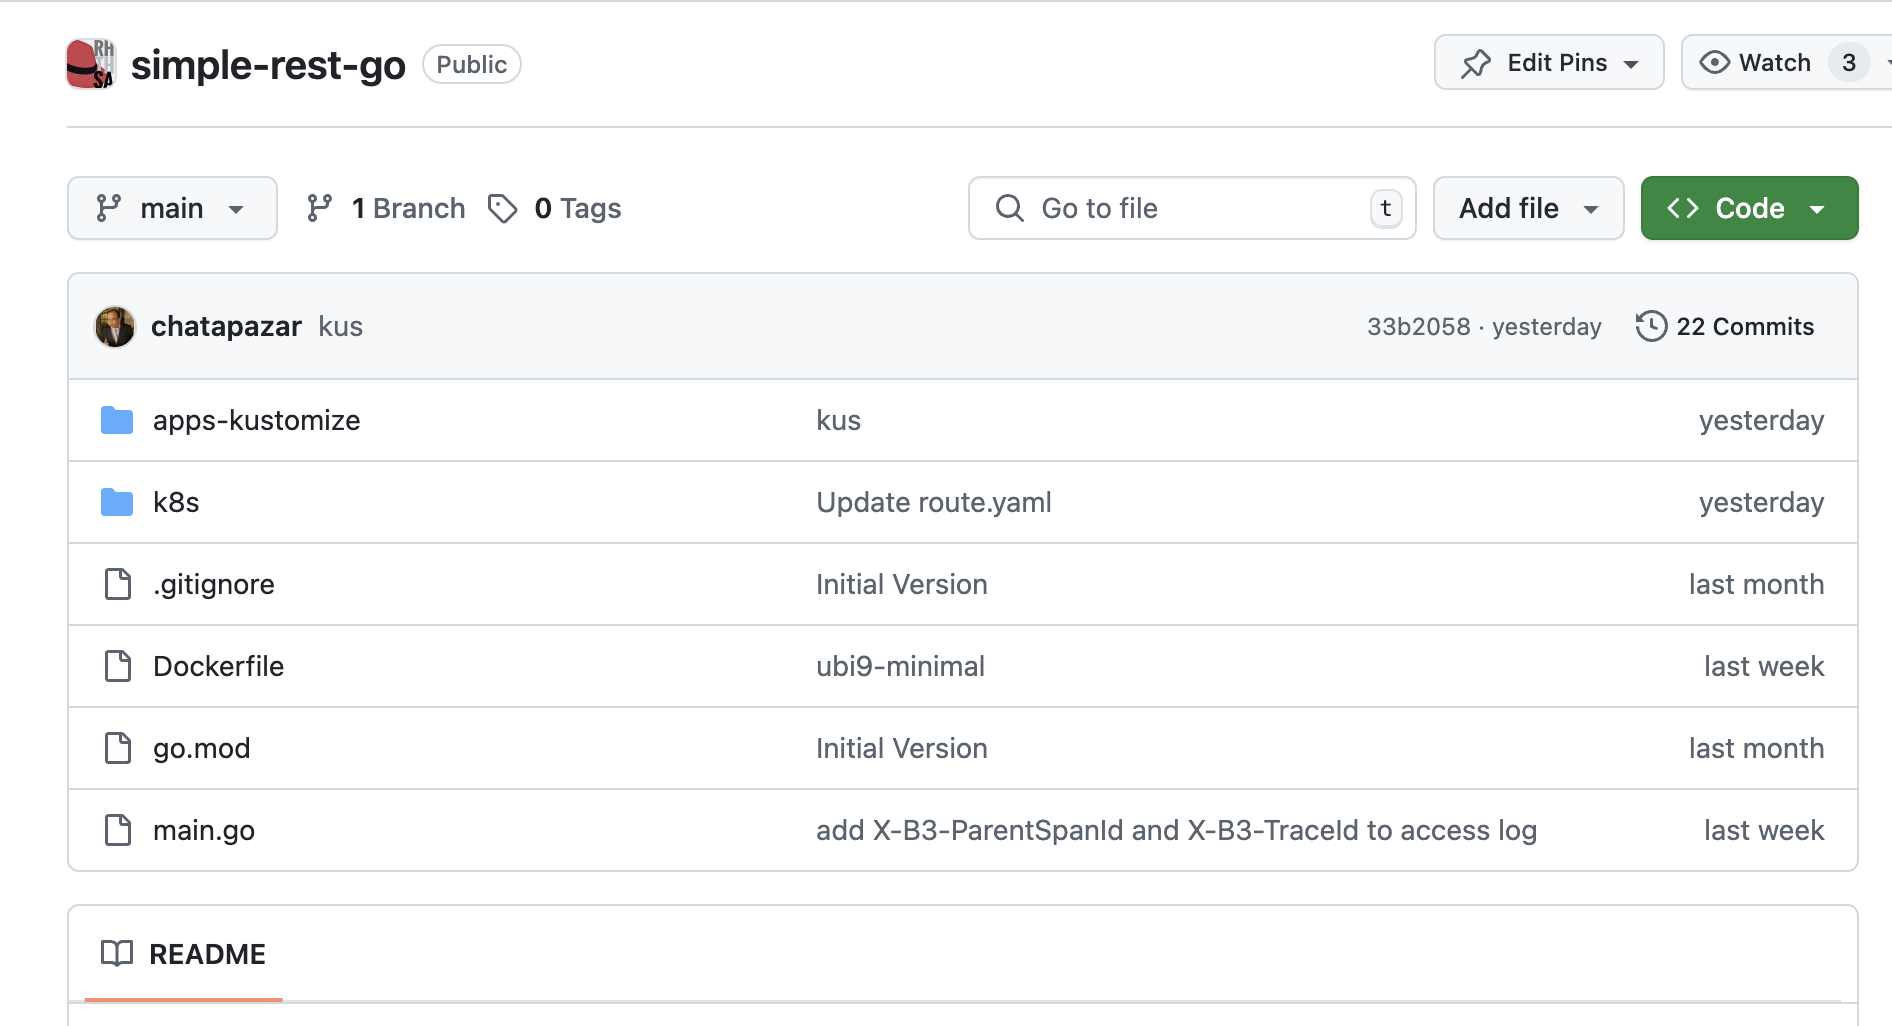 RH
TH
SA
simple-rest-go Public Edit Pins Watch 3
main 1 Branch 0 Tags Go to file t Add file Code
chatapazar kus 33b2058 · yesterday 22 Commits
apps-kustomize kus yesterday
k8s Update route.yaml yesterday
.gitignore Initial Version last month
Dockerfile ubi9-minimal last week
go.mod Initial Version last month
main.go add X-B3-ParentSpanId and X-B3-TraceId to access log last week
README